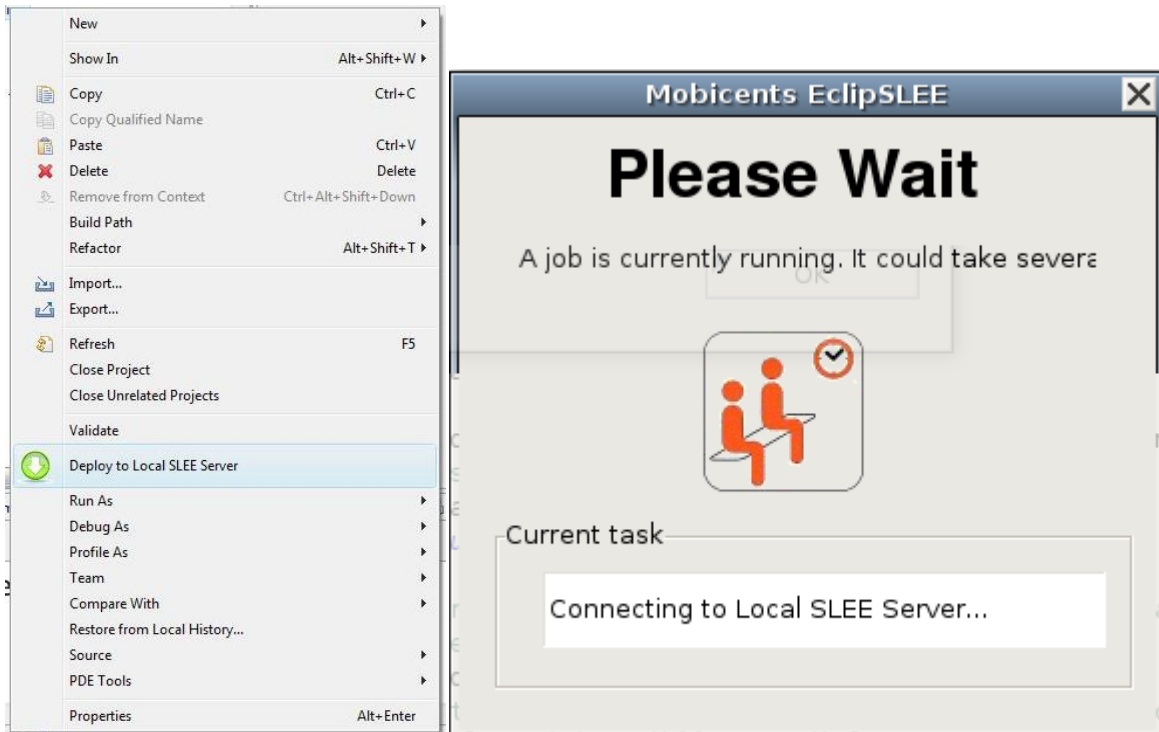 New
Show In Alt+Shift+W
Copy Ctrl+C
Copy Qualified Name
Paste Ctrl+V
Delete Delete
Remove from Context Ctrl+Alt+Shift+Down
Build Path
Refactor Alt+Shift+T
Import...
Export...
Refresh F5
Close Project
Close Unrelated Projects
Validate
Deploy to Local SLEE Server
Run As
Debug As
Profile As
Team
Compare With
Restore from Local History...
Source
PDE Tools
Properties Alt+Enter
Mobicents EclipSLEE
Please Wait
A job is currently running. It could take severa
OK
Current task
Connecting to Local SLEE Server...